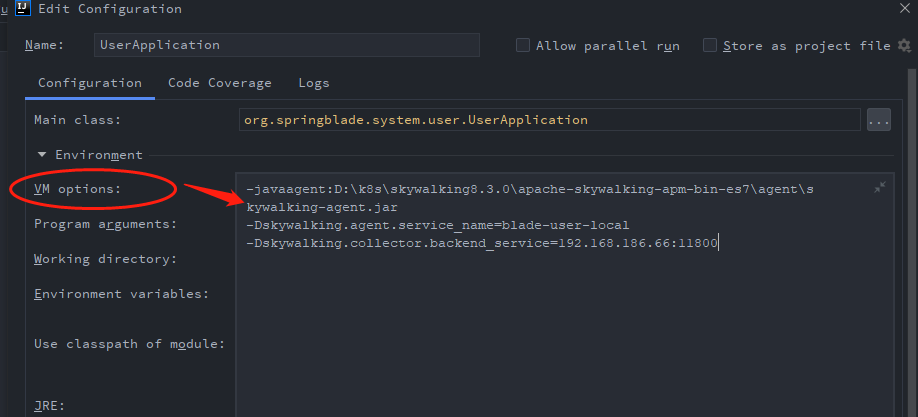 IJ Edit Configuration
Name: UserApplication Allow parallel run Store as project file
Configuration Code Coverage Logs
Main class: org.springblade.system.user.UserApplication ...
Environment
VM options: -javaagent:D:\k8s\skywalking8.3.0\apache-skywalking-apm-bin-es7\agent\s
kywalking-agent.jar
-Dskywalking.agent.service_name=blade-user-local
Program arguments:
-Dskywalking.collector.backend_service=192.168.186.66:11800
Working directory:
Environment variables:
Use classpath of module:
JRE: